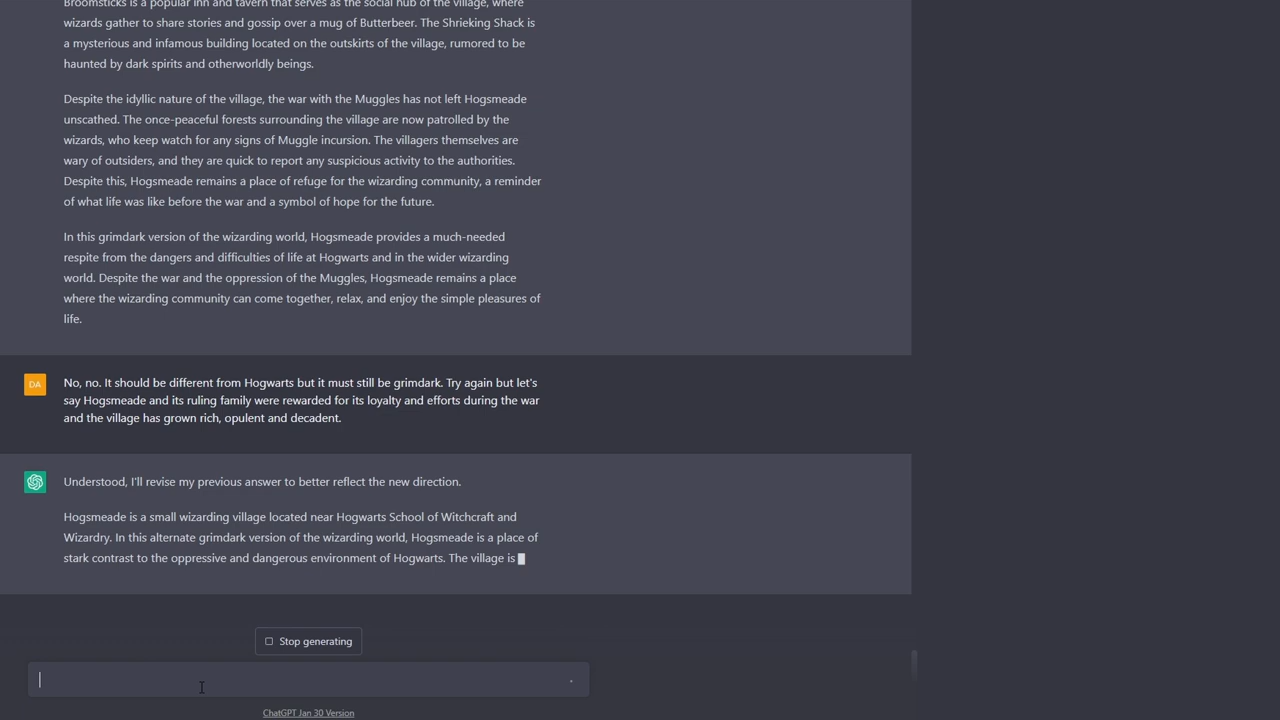 Broomsticks is a popular inn and tavern that serves as the social hub of the village, where
wizards gather to share stories and gossip over a mug of Butterbeer. The Shrieking Shack is
a mysterious and infamous building located on the outskirts of the village, rumored to be
haunted by dark spirits and otherworldly beings.
Despite the idyllic nature of the village, the war with the Muggles has not left Hogsmeade
unscathed. The once-peaceful forests surrounding the village are now patrolled by the
wizards, who keep watch for any signs of Muggle incursion. The villagers themselves are
wary of outsiders, and they are quick to report any suspicious activity to the authorities.
Despite this, Hogsmeade remains a place of refuge for the wizarding community, a reminder
of what life was like before the war and a symbol of hope for the future.
In this grimdark version of the wizarding world, Hogsmeade provides a much-needed
respite from the dangers and difficulties of life at Hogwarts and in the wider wizarding
world. Despite the war and the oppression of the Muggles, Hogsmeade remains a place
where the wizarding community can come together, relax, and enjoy the simple pleasures of
life.
DA
No, no. It should be different from Hogwarts but it must still be grimdark. Try again but let's
say Hogsmeade and its ruling family were rewarded for its loyalty and efforts during the war
and the village has grown rich, opulent and decadent.
Understood, I'll revise my previous answer to better reflect the new direction.
Hogsmeade is a small wizarding village located near Hogwarts School of Witchcraft and
Wizardry. In this alternate grimdark version of the wizarding world, Hogsmeade is a place of
stark contrast to the oppressive and dangerous environment of Hogwarts. The village is
Stop generating
ChatGPT Jan 30 Version